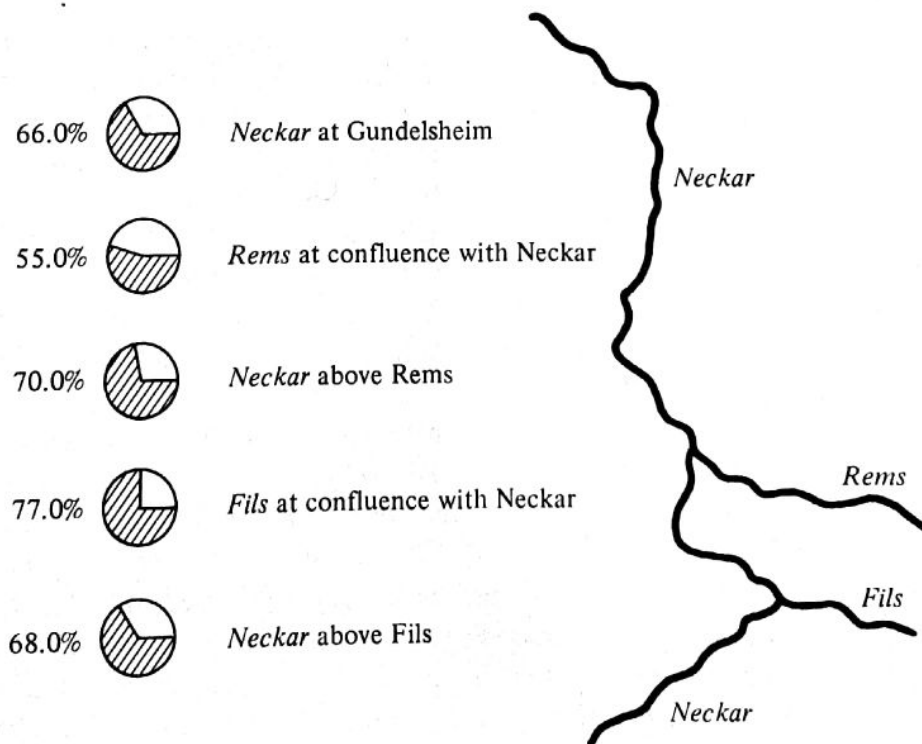 66.0% Neckar at Gundelsheim
Neckar
55.0% Rems at confluence with Neckar
70.0% Neckar above Rems
Rems
77.0% Fils at confluence with Neckar
Fils
68.0% Neckar above Fils
Neckar